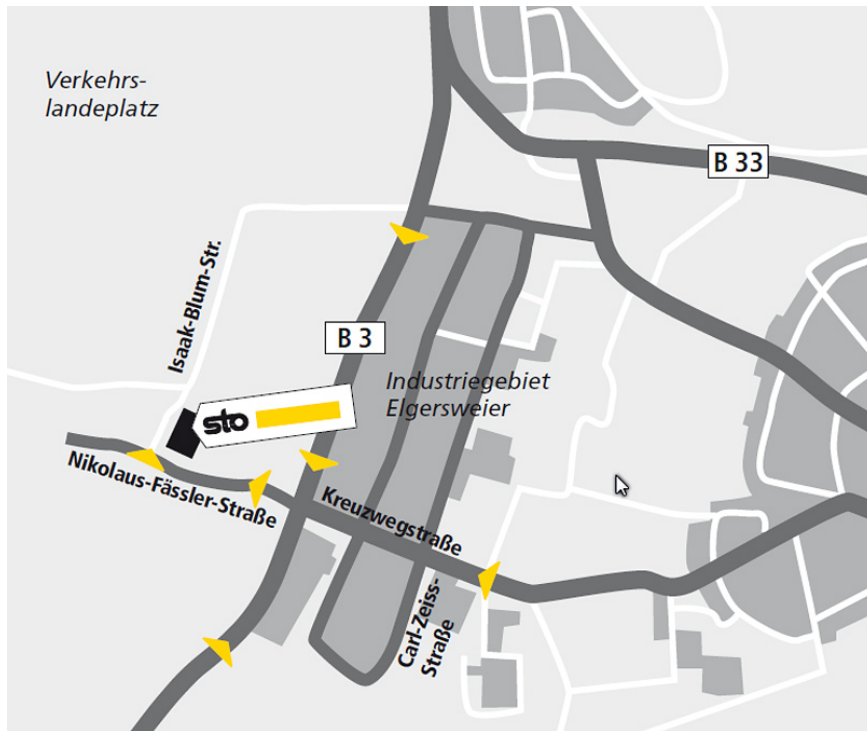 Verkehrs-
landeplatz
B 33
Isaak-Blum-Str.
B 3
Industriegebiet
Elgersweier
sto
Nikolaus-Fässler-Straße
Kreuzwegstraße
Carl-Zeiss-
Straße